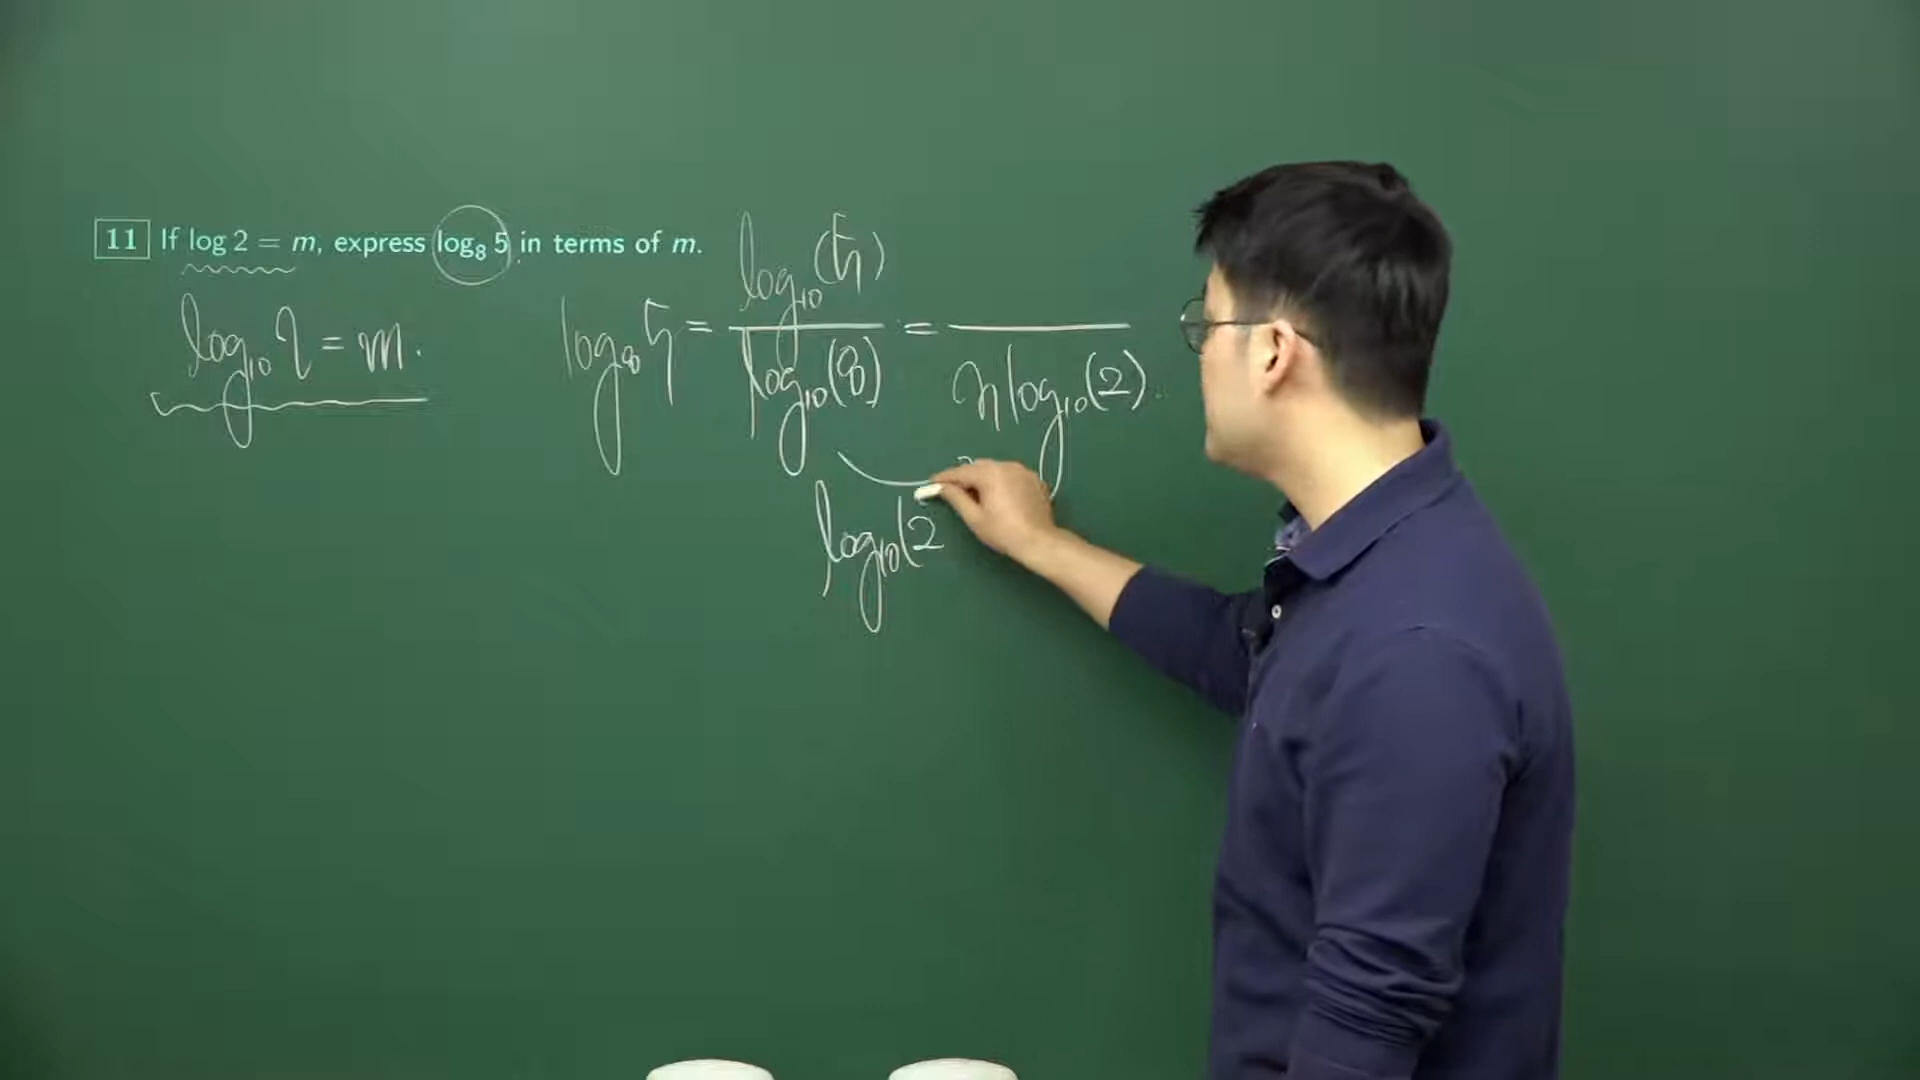 11 If log 2 = m, express log₈ 5 in terms of m.
log₁₀ 2 = m.
log₈ 5 = log₁₀(5) / log₁₀(8) = / 3 log₁₀(2)
log₁₀(2